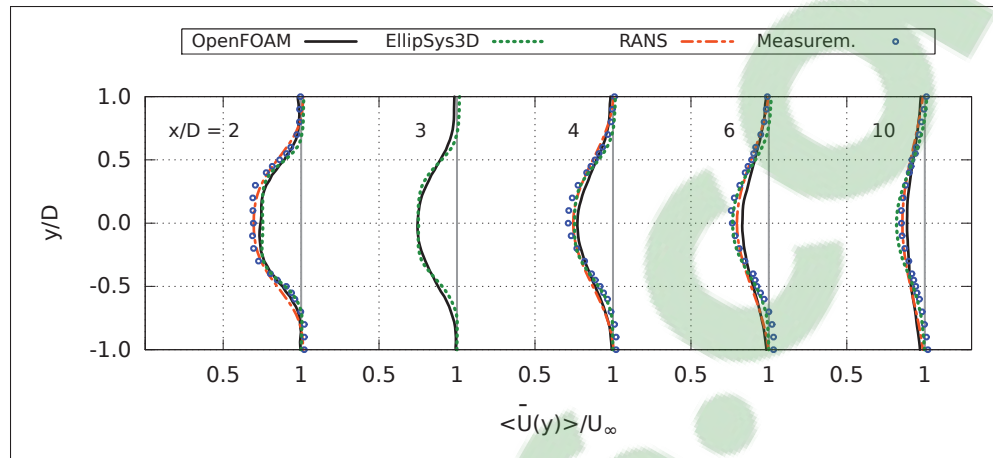 OpenFOAM EllipSys3D RANS Measurem.
1.0
x/D = 2 3 4 6 10
0.5
y/D
0.0
-0.5
-1.0
0.5 1 0.5 1 0.5 1 0.5 1 0.5 1
<Ū(y)>/U∞